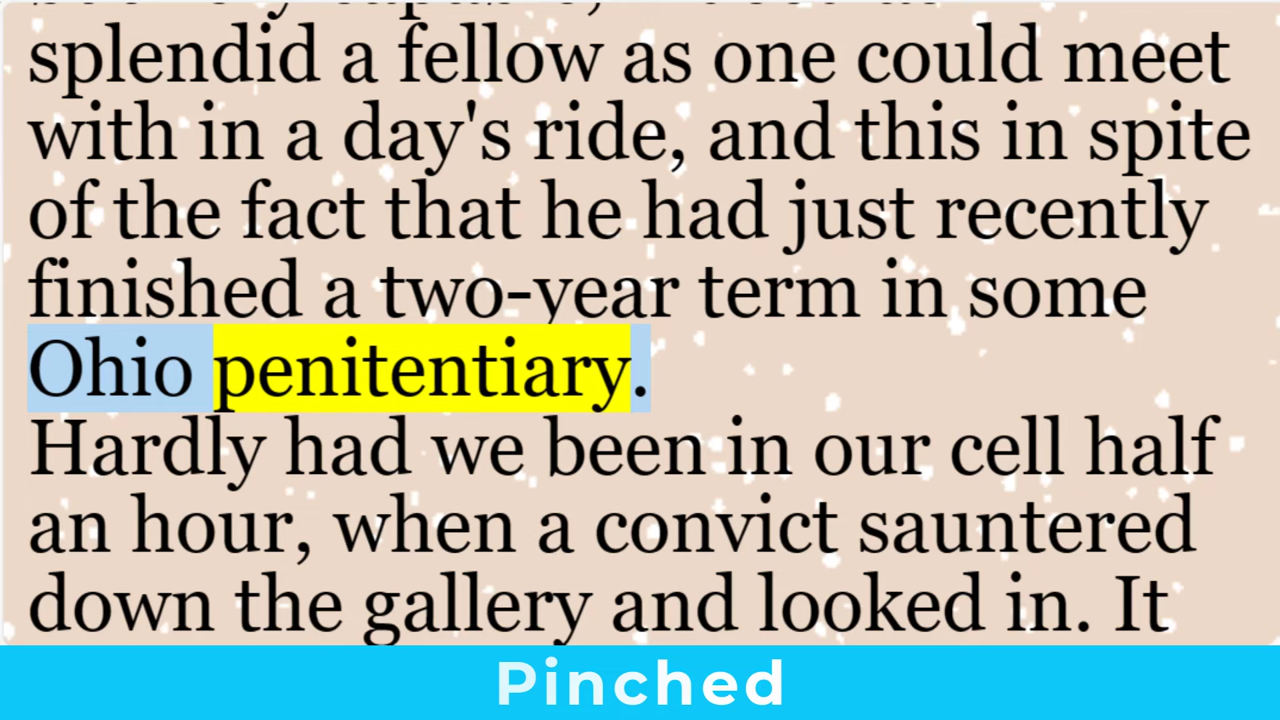 splendid a fellow as one could meet
with in a day's ride, and this in spite
of the fact that he had just recently
finished a two-year term in some
Ohio penitentiary.
Hardly had we been in our cell half
an hour, when a convict sauntered
down the gallery and looked in. It
Pinched